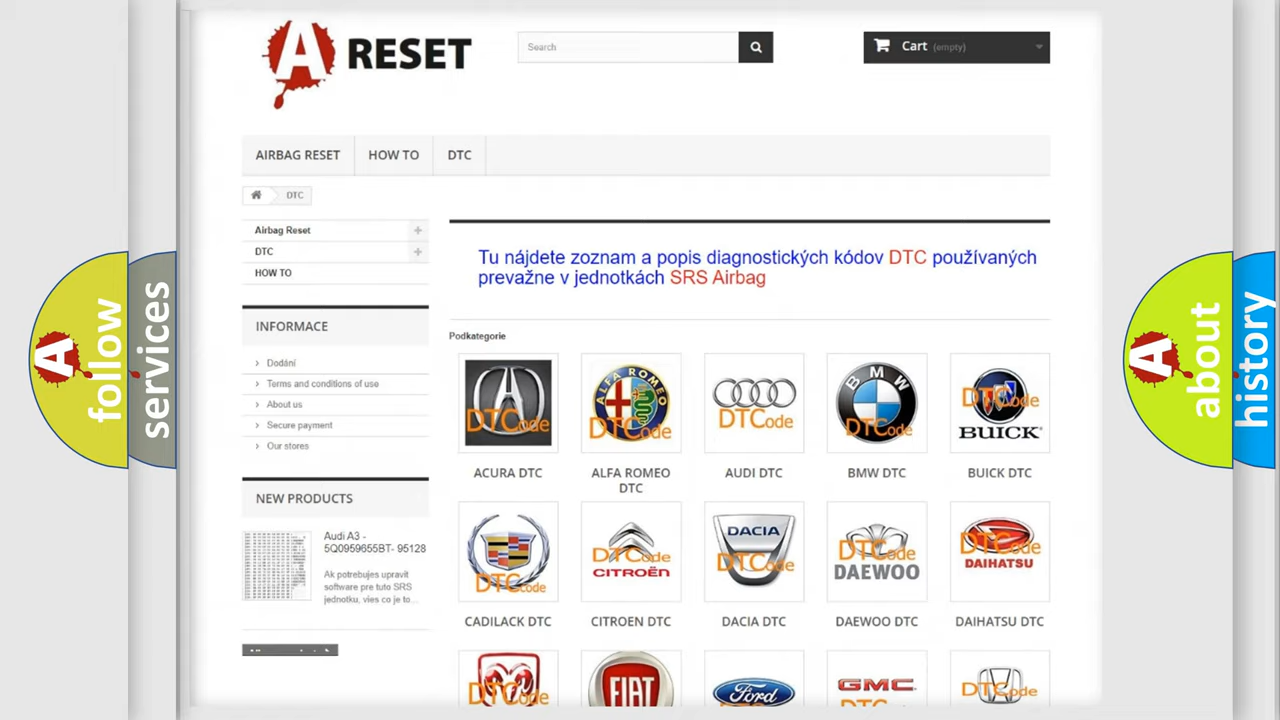 A RESET
Search
Cart (empty)
AIRBAG RESET
HOW TO
DTC
DTC
Airbag Reset
DTC
HOW TO
Tu nájdete zoznam a popis diagnostických kódov DTC používaných
prevažne v jednotkách SRS Airbag
INFORMACE
Podkategorie
Dodání
Terms and conditions of use
About us
Secure payment
Our stores
ALFA ROMEO
DTCode
DTCode
DTCode
BMW
DTCode
DTCode
BUICK
ACURA DTC
ALFA ROMEO
DTC
AUDI DTC
BMW DTC
BUICK DTC
NEW PRODUCTS
Audi A3 -
5Q0959655BT- 95128
Ak potrebujes upravit
software pre tuto SRS
jednotku, vies co je to...
DTCode
DTCode
CITROËN
DACIA
DTCode
DTCode
DAEWOO
DTCode
DAIHATSU
CADILACK DTC
CITROEN DTC
DACIA DTC
DAEWOO DTC
DAIHATSU DTC
DTCode
FIAT
Ford
GMC
DTCode
A
follow
services
A
about
history